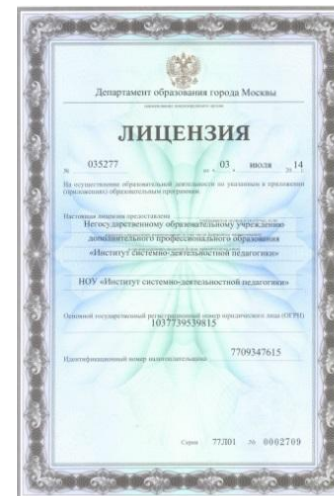 Департамент образования города Москвы
ЛИЦЕНЗИЯ
№ 035277 от « 03 » июля 20 14
На осуществление образовательной деятельности по указанным в приложении
(приложениях) образовательным программам
Настоящая лицензия предоставлена
Негосударственному образовательному учреждению
дополнительного профессионального образования
«Институт системно-деятельностной педагогики»
НОУ «Институт системно-деятельностной педагогики»
Основной государственный регистрационный номер юридического лица (ОГРН)
1037739539815
Идентификационный номер налогоплательщика 7709347615
Серия 77Л01 № 0002709